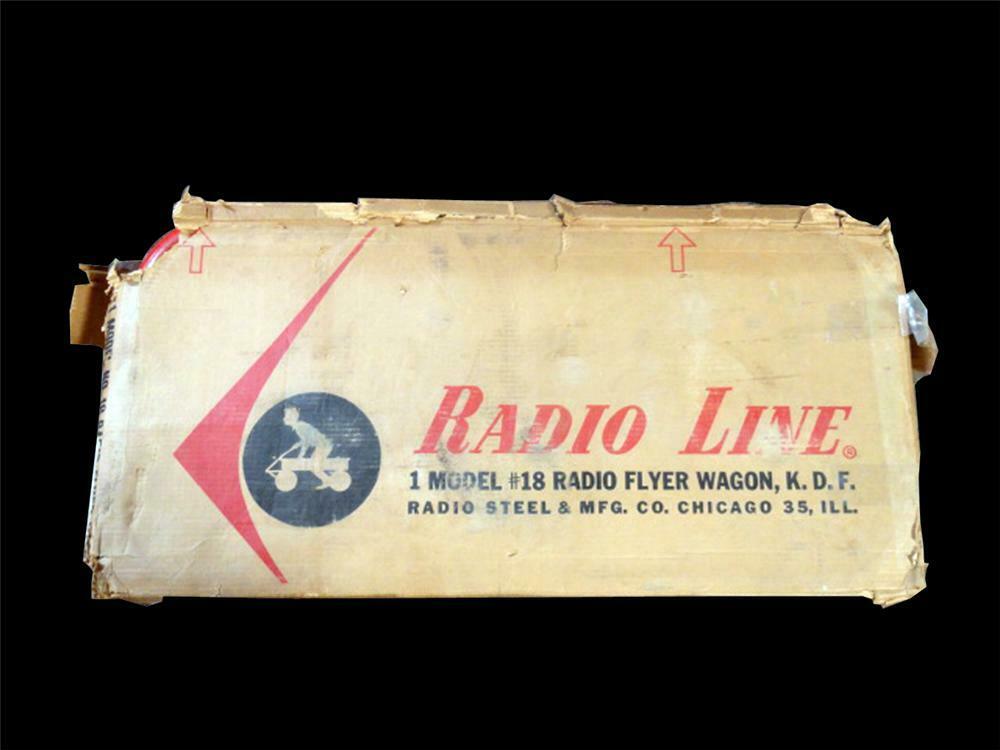 RADIO LINE®
1 MODEL #18 RADIO FLYER WAGON, K. D. F.
RADIO STEEL & MFG. CO. CHICAGO 35, ILL.